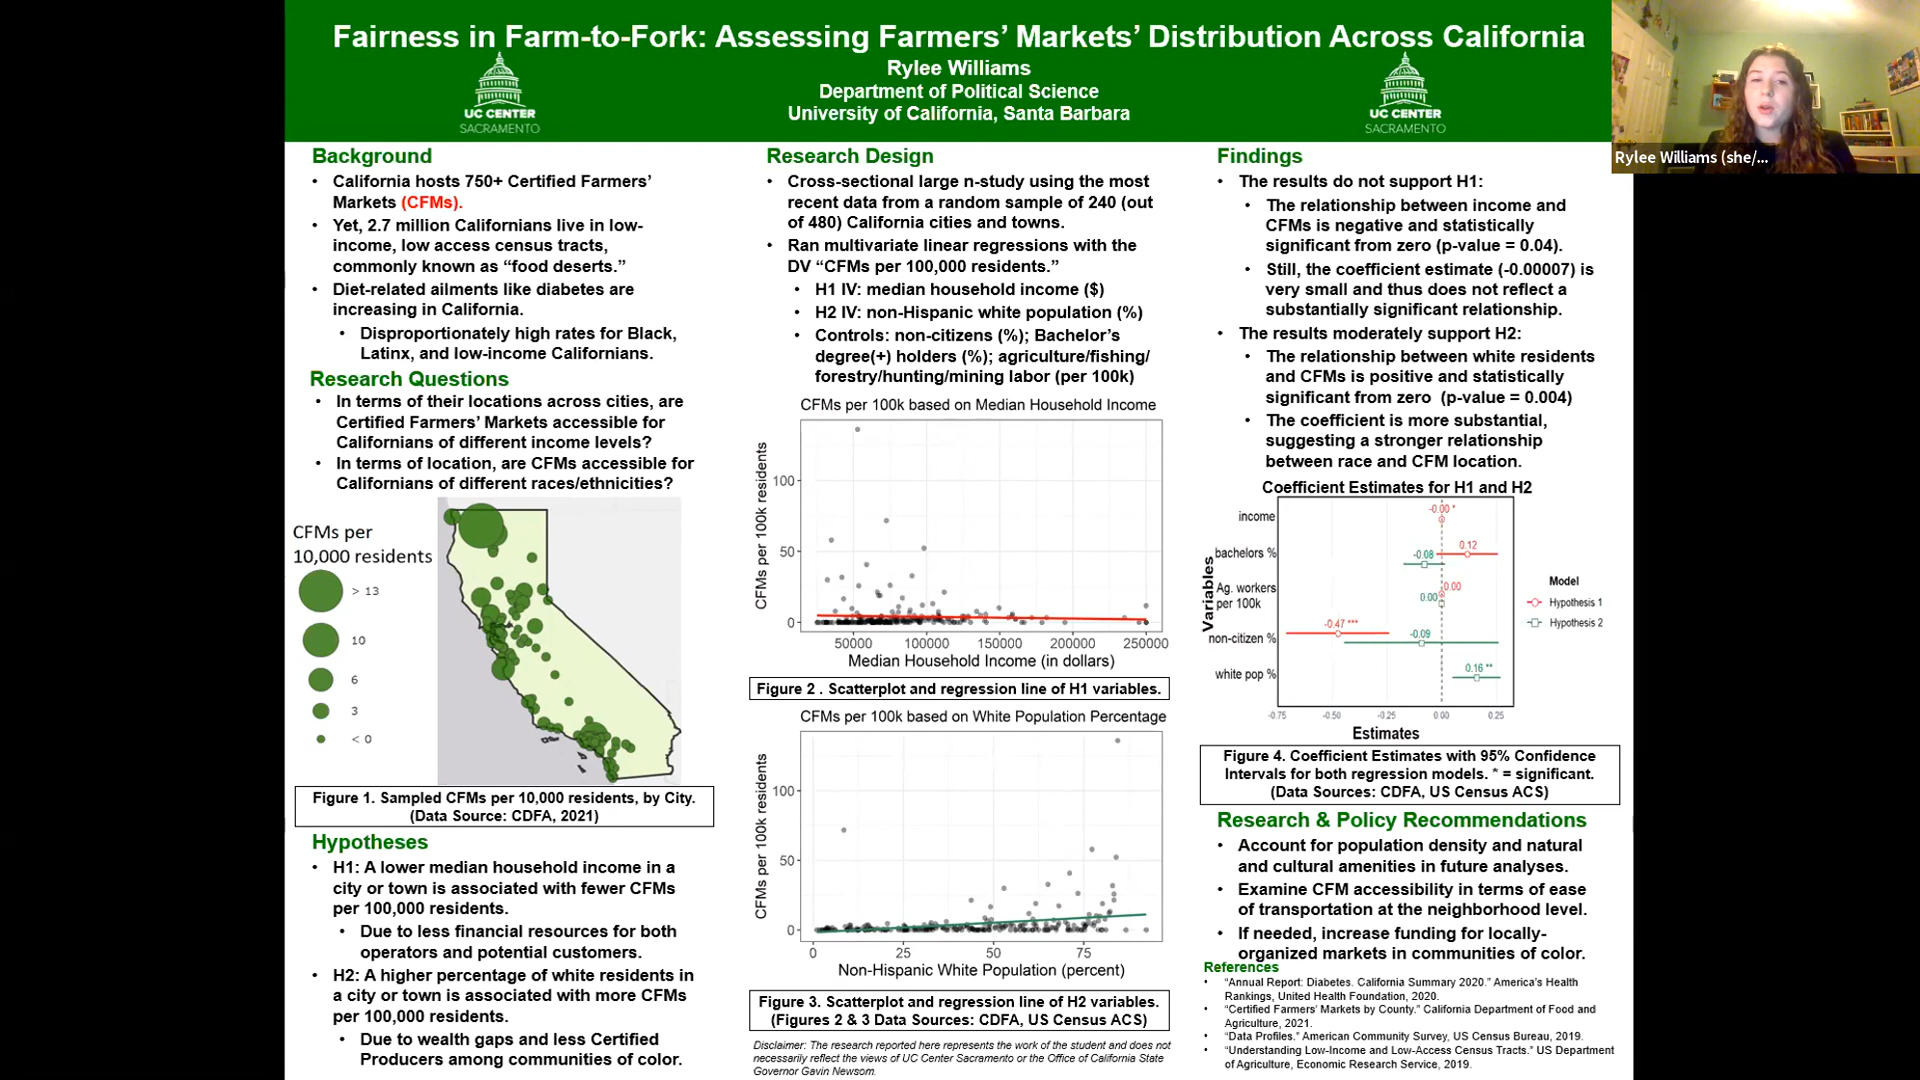 Fairness in Farm-to-Fork: Assessing Farmers’ Markets’ Distribution Across California
Rylee Williams
Department of Political Science
University of California, Santa Barbara
UC CENTER
SACRAMENTO
UC CENTER
SACRAMENTO
Rylee Williams (she/...
Background
• California hosts 750+ Certified Farmers’
Markets (CFMs).
• Yet, 2.7 million Californians live in low-
income, low access census tracts,
commonly known as “food deserts.”
• Diet-related ailments like diabetes are
increasing in California.
• Disproportionately high rates for Black,
Latinx, and low-income Californians.
Research Questions
• In terms of their locations across cities, are
Certified Farmers’ Markets accessible for
Californians of different income levels?
• In terms of location, are CFMs accessible for
Californians of different races/ethnicities?
CFMs per
10,000 residents
> 13
10
6
3
< 0
Figure 1. Sampled CFMs per 10,000 residents, by City.
(Data Source: CDFA, 2021)
Hypotheses
• H1: A lower median household income in a
city or town is associated with fewer CFMs
per 100,000 residents.
• Due to less financial resources for both
operators and potential customers.
• H2: A higher percentage of white residents in
a city or town is associated with more CFMs
per 100,000 residents.
• Due to wealth gaps and less Certified
Producers among communities of color.
Research Design
• Cross-sectional large n-study using the most
recent data from a random sample of 240 (out
of 480) California cities and towns.
• Ran multivariate linear regressions with the
DV “CFMs per 100,000 residents.”
• H1 IV: median household income ($)
• H2 IV: non-Hispanic white population (%)
• Controls: non-citizens (%); Bachelor’s
degree(+) holders (%); agriculture/fishing/
forestry/hunting/mining labor (per 100k)
CFMs per 100k based on Median Household Income
CFMs per 100k residents
100
50
0
50000 100000 150000 200000 250000
Median Household Income (in dollars)
Figure 2 . Scatterplot and regression line of H1 variables.
CFMs per 100k based on White Population Percentage
CFMs per 100k residents
100
50
0
0 25 50 75
Non-Hispanic White Population (percent)
Figure 3. Scatterplot and regression line of H2 variables.
(Figures 2 & 3 Data Sources: CDFA, US Census ACS)
Disclaimer: The research reported here represents the work of the student and does not
necessarily reflect the views of UC Center Sacramento or the Office of California State
Governor Gavin Newsom.
Findings
• The results do not support H1:
• The relationship between income and
CFMs is negative and statistically
significant from zero (p-value = 0.04).
• Still, the coefficient estimate (-0.00007) is
very small and thus does not reflect a
substantially significant relationship.
• The results moderately support H2:
• The relationship between white residents
and CFMs is positive and statistically
significant from zero (p-value = 0.004)
• The coefficient is more substantial,
suggesting a stronger relationship
between race and CFM location.
Coefficient Estimates for H1 and H2
Variables
income
-0.00 *
bachelors %
0.12
-0.08
Ag. workers
per 100k
0.00
0.00
non-citizen %
-0.47 ***
-0.09
white pop %
0.16 **
-0.75 -0.50 -0.25 0.00 0.25
Estimates
Model
Hypothesis 1
Hypothesis 2
Figure 4. Coefficient Estimates with 95% Confidence
Intervals for both regression models. * = significant.
(Data Sources: CDFA, US Census ACS)
Research & Policy Recommendations
• Account for population density and natural
and cultural amenities in future analyses.
• Examine CFM accessibility in terms of ease
of transportation at the neighborhood level.
• If needed, increase funding for locally-
organized markets in communities of color.
References
• “Annual Report: Diabetes. California Summary 2020.” America’s Health
Rankings, United Health Foundation, 2020.
• “Certified Farmers’ Markets by County.” California Department of Food and
Agriculture, 2021.
• “Data Profiles.” American Community Survey, US Census Bureau, 2019.
• “Understanding Low-Income and Low-Access Census Tracts.” US Department
of Agriculture, Economic Research Service, 2019.